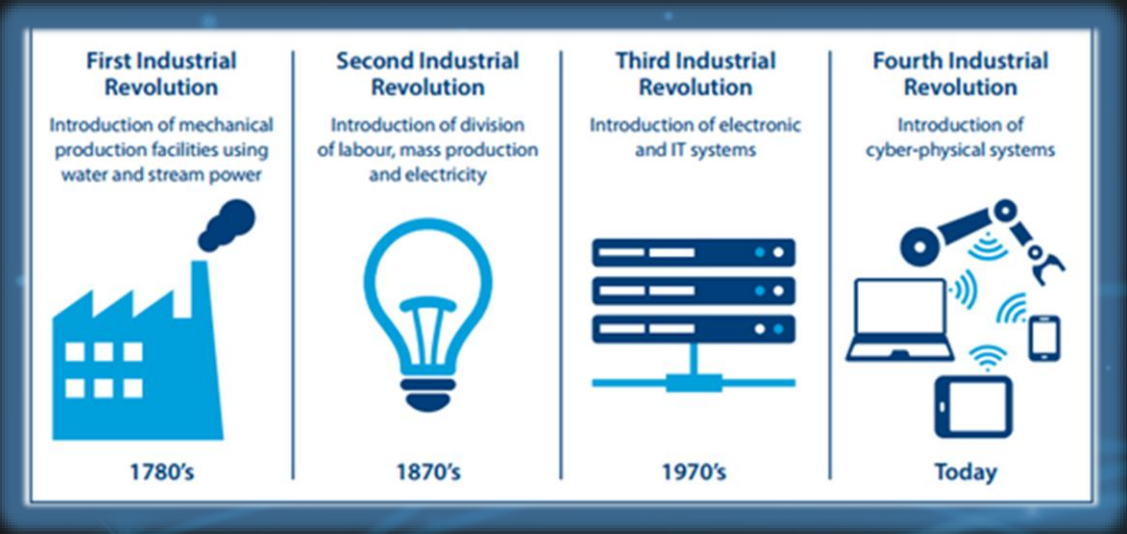 First Industrial
Revolution
Introduction of mechanical
production facilities using
water and stream power
1780's
Second Industrial
Revolution
Introduction of division
of labour, mass production
and electricity
1870's
Third Industrial
Revolution
Introduction of electronic
and IT systems
1970's
Fourth Industrial
Revolution
Introduction of
cyber-physical systems
Today